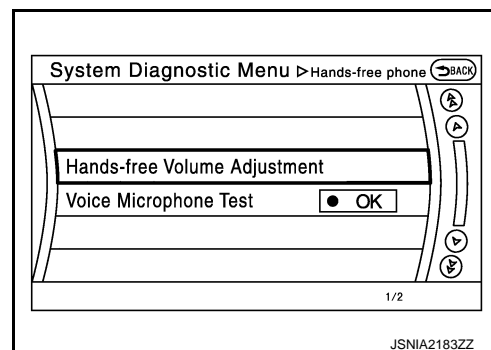 System Diagnostic Menu ▷ Hands-free phone BACK
Hands-free Volume Adjustment
Voice Microphone Test ● OK
1/2
JSNIA2183ZZ